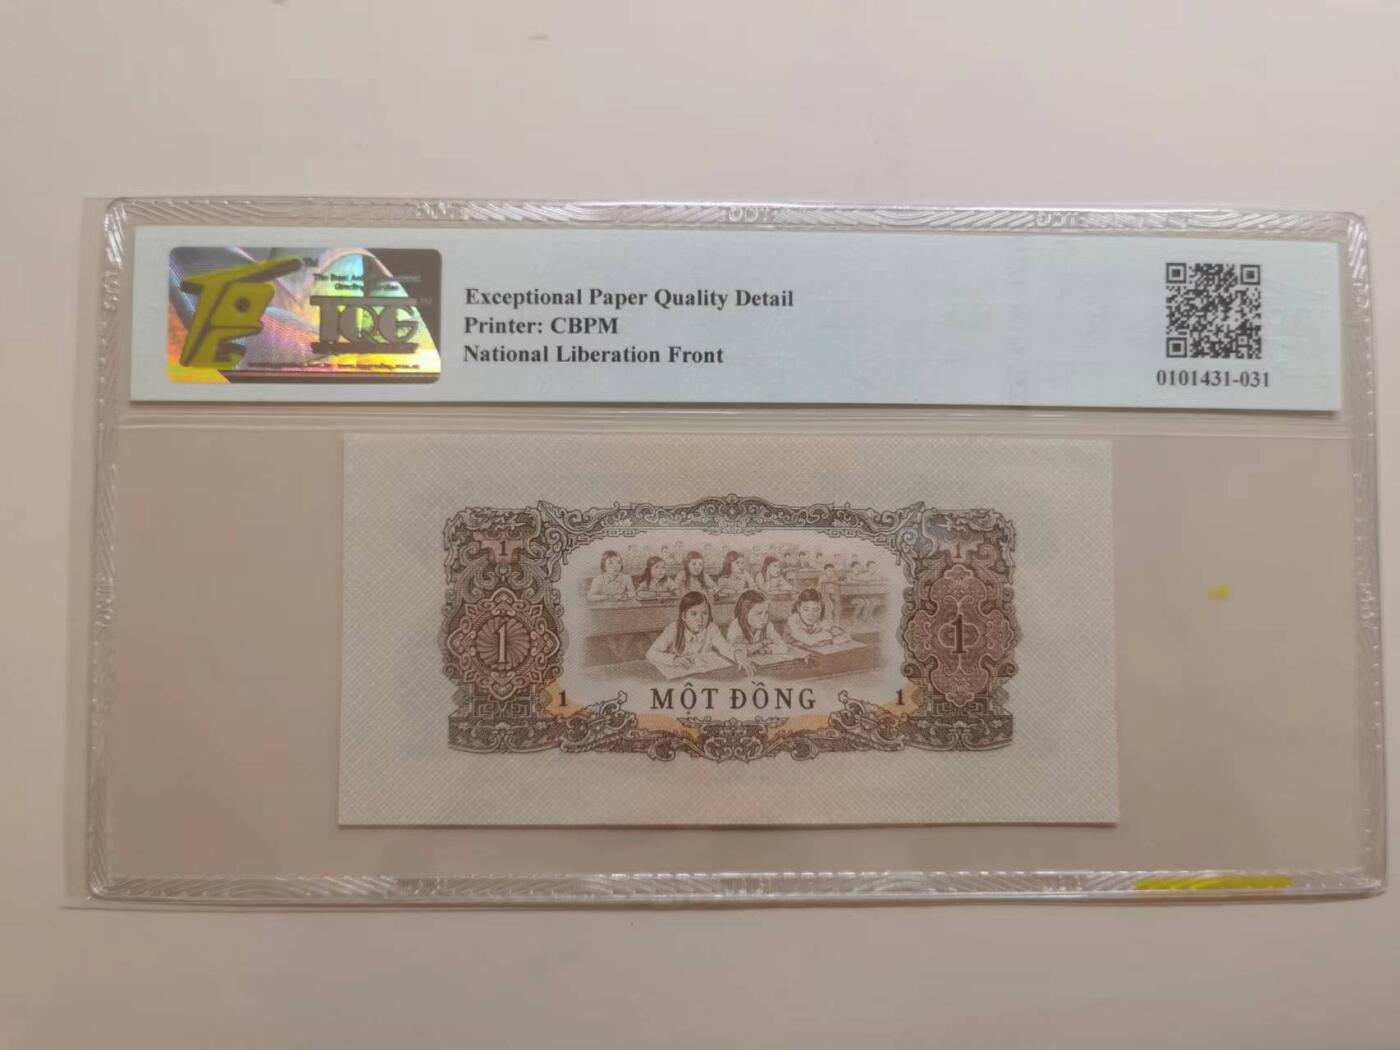 TM
TQG
Exceptional Paper Quality Detail
Printer: CBPM
National Liberation Front
0101431-031
1 1
1 1
1 MỘT ĐỒNG 1